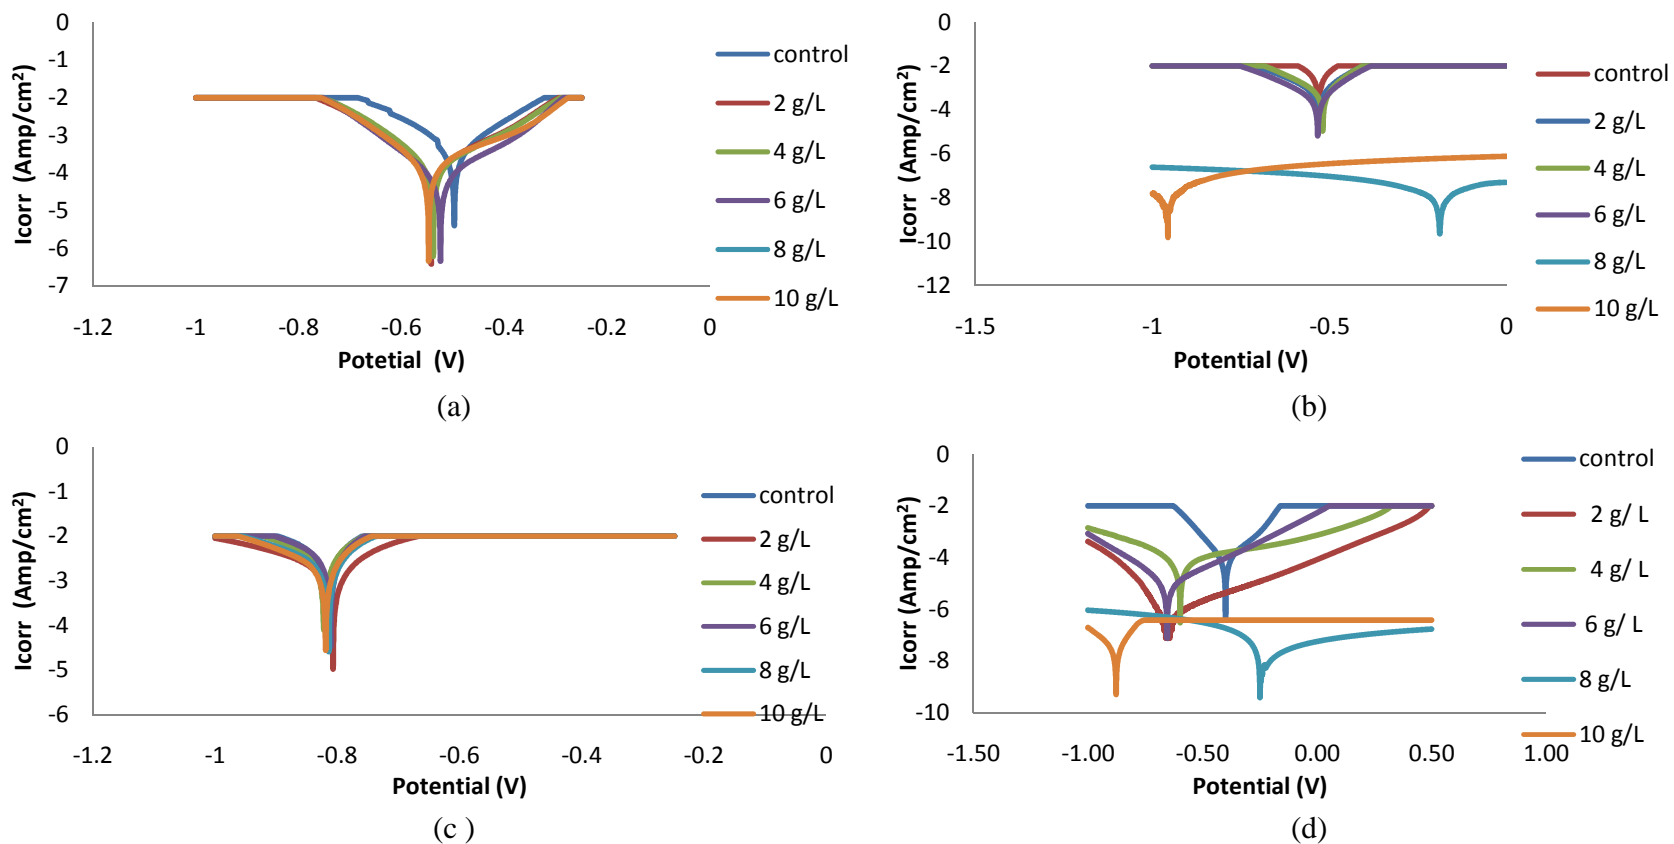 0
-1
-2
-3
-4
-5
-6
-7
-1.2
-1
-0.8
-0.6
-0.4
-0.2
0
Icorr (Amp/cm²)
Potetial (V)
control
2 g/L
4 g/L
6 g/L
8 g/L
10 g/L
(a)
0
-2
-4
-6
-8
-10
-12
-1.5
-1
-0.5
0
Icorr (Amp/cm²)
Potential (V)
control
2 g/L
4 g/L
6 g/L
8 g/L
10 g/L
(b)
0
-1
-2
-3
-4
-5
-6
-1.2
-1
-0.8
-0.6
-0.4
-0.2
0
Icorr (Amp/cm²)
Potential (V)
control
2 g/L
4 g/L
6 g/L
8 g/L
10 g/L
(c )
0
-2
-4
-6
-8
-10
-1.50
-1.00
-0.50
0.00
0.50
1.00
Icorr (Amp/cm²)
Potential (V)
control
2 g/ L
4 g/ L
6 g/ L
8 g/L
10 g/L
(d)